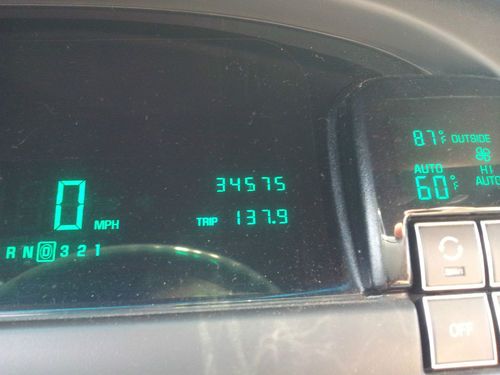 34575
0 MPH
TRIP 137.9
R N D 3 2 1
87°F OUTSIDE
AUTO HI
60°F AUTO
OFF